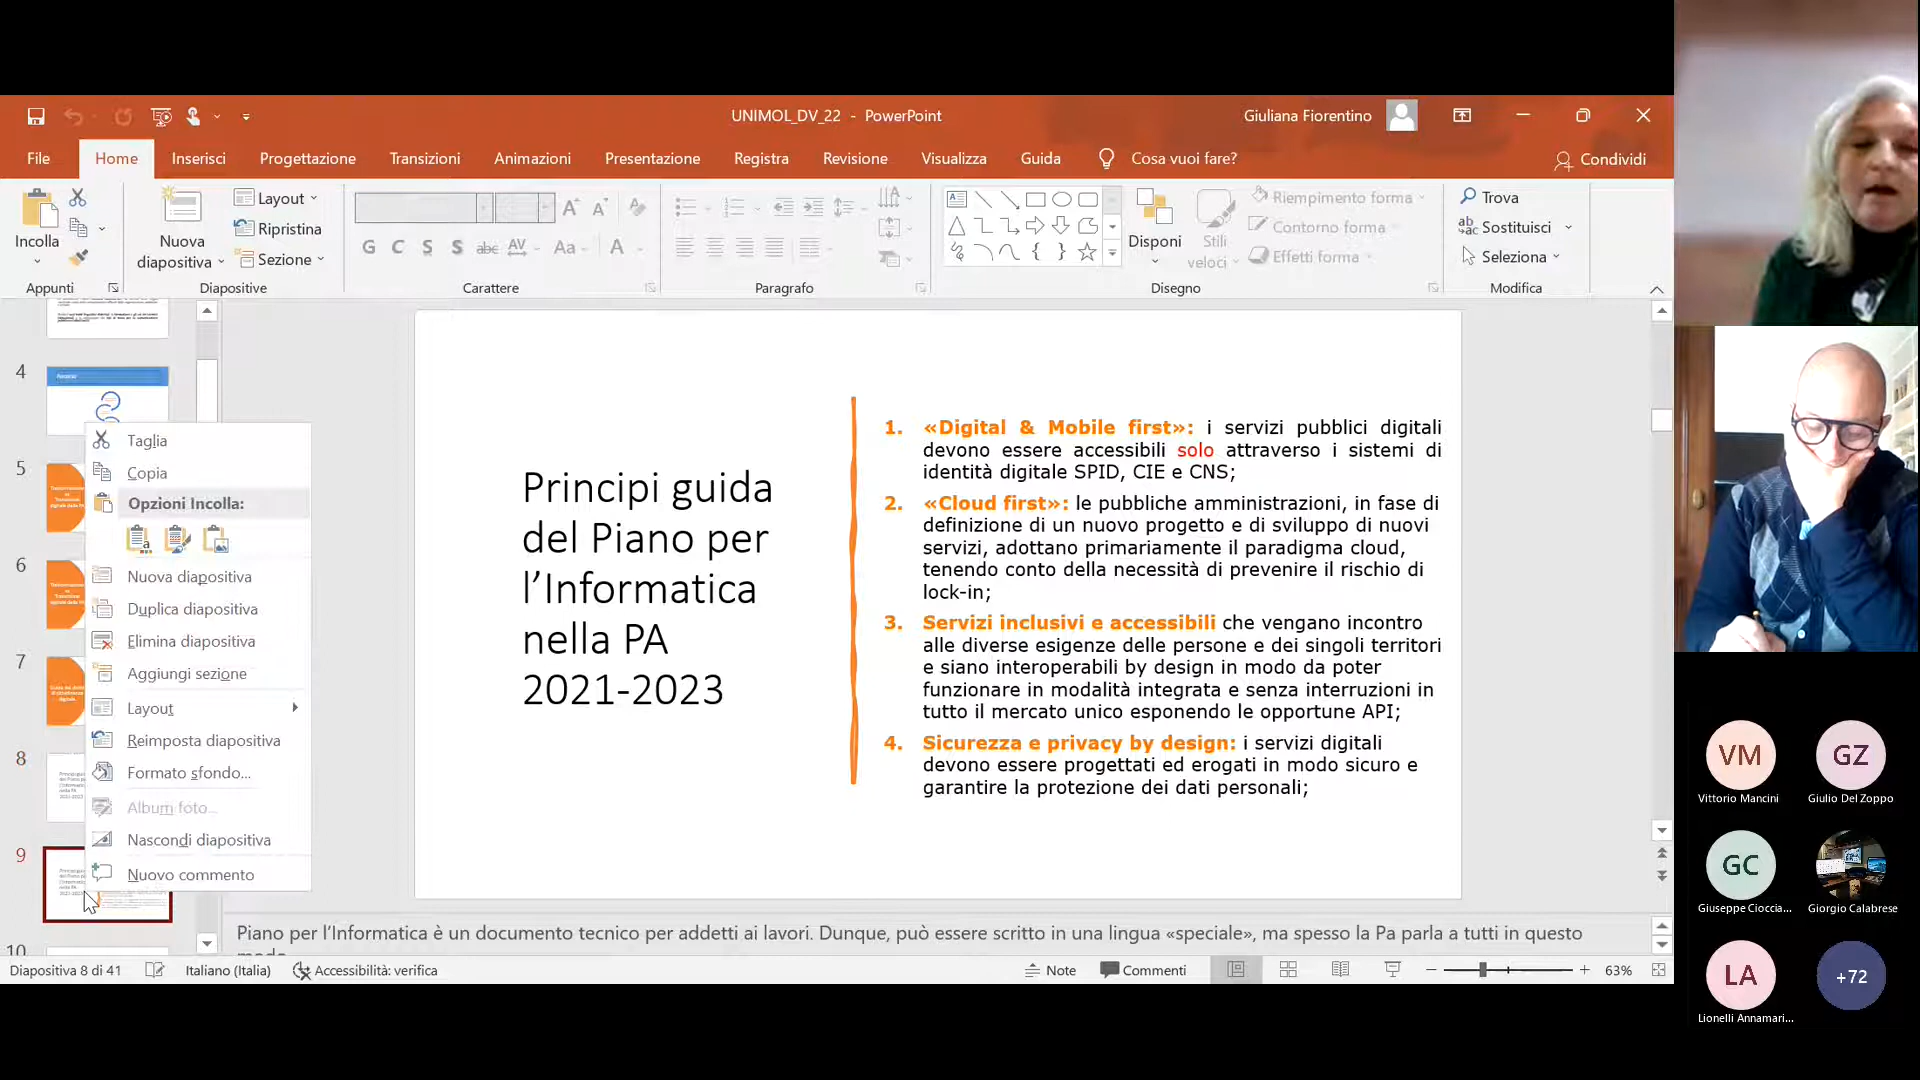 UNIMOL_DV_22 - PowerPoint
Giuliana Fiorentino
File Home Inserisci Progettazione Transizioni Animazioni Presentazione Registra Revisione Visualizza Guida Cosa vuoi fare? Condividi
Incolla
Appunti
Nuova
diapositiva
Layout
Ripristina
Sezione
Diapositive
Carattere
Paragrafo
Disponi
Stili
veloci
Riempimento forma
Contorno forma
Effetti forma
Disegno
Trova
Sostituisci
Seleziona
Modifica
4
5
6
7
8
9
10
Taglia
Copia
Opzioni Incolla:
Nuova diapositiva
Duplica diapositiva
Elimina diapositiva
Aggiungi sezione
Layout
Reimposta diapositiva
Formato sfondo...
Album foto...
Nascondi diapositiva
Nuovo commento
Principi guida
del Piano per
l’Informatica
nella PA
2021-2023
1. «Digital & Mobile first»: i servizi pubblici digitali
devono essere accessibili solo attraverso i sistemi di
identità digitale SPID, CIE e CNS;
2. «Cloud first»: le pubbliche amministrazioni, in fase di
definizione di un nuovo progetto e di sviluppo di nuovi
servizi, adottano primariamente il paradigma cloud,
tenendo conto della necessità di prevenire il rischio di
lock-in;
3. Servizi inclusivi e accessibili che vengano incontro
alle diverse esigenze delle persone e dei singoli territori
e siano interoperabili by design in modo da poter
funzionare in modalità integrata e senza interruzioni in
tutto il mercato unico esponendo le opportune API;
4. Sicurezza e privacy by design: i servizi digitali
devono essere progettati ed erogati in modo sicuro e
garantire la protezione dei dati personali;
Piano per l’Informatica è un documento tecnico per addetti ai lavori. Dunque, può essere scritto in una lingua «speciale», ma spesso la Pa parla a tutti in questo
Diapositiva 8 di 41
Italiano (Italia)
Accessibilità: verifica
Note
Commenti
63%
VM
Vittorio Mancini
GZ
Giulio Del Zoppo
GC
Giuseppe Cioccia...
Giorgio Calabrese
LA
Lionelli Annamari...
+72